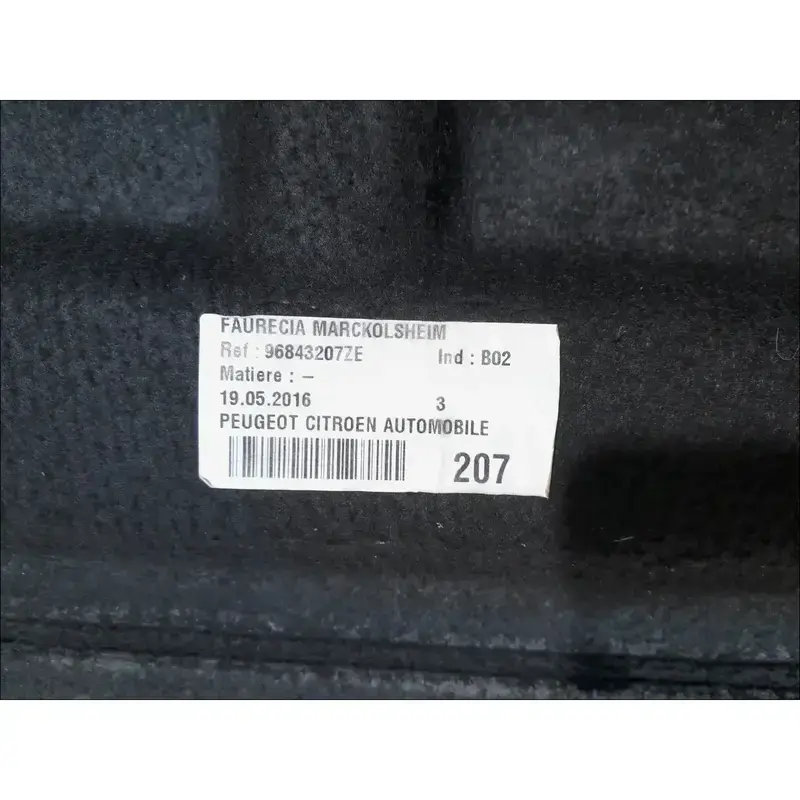 FAURECIA MARCKOLSHEIM
Ref : 96843207ZE Ind : B02
Matiere : –
19.05.2016 3
PEUGEOT CITROEN AUTOMOBILE
207